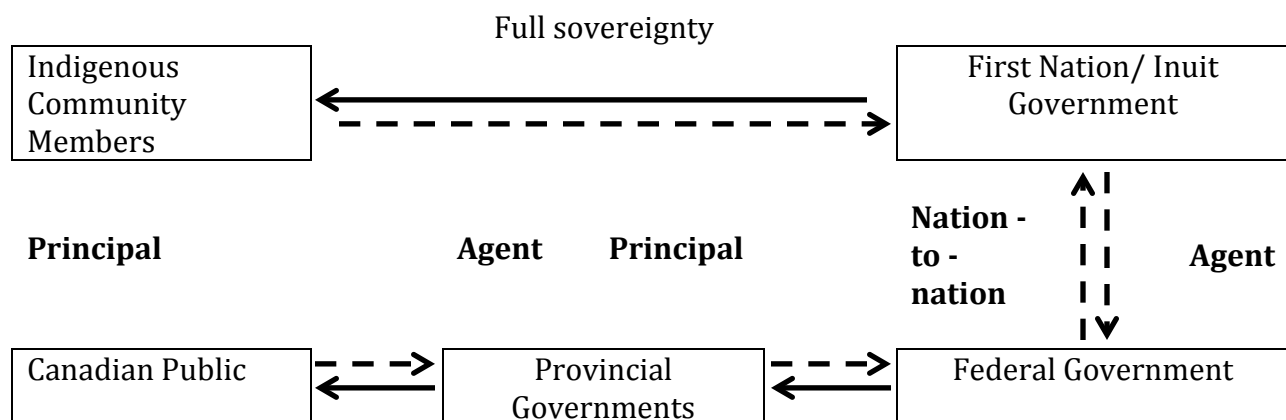 Full sovereignty
Indigenous
Community
Members
First Nation/ Inuit
Government
Principal
Agent
Principal
Nation -
to -
nation
Agent
Canadian Public
Provincial
Governments
Federal Government